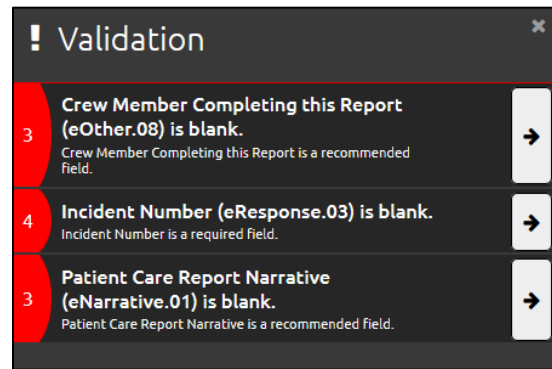 ! Validation
×
3
Crew Member Completing this Report
(eOther.08) is blank.
Crew Member Completing this Report is a recommended
field.
4
Incident Number (eResponse.03) is blank.
Incident Number is a required field.
3
Patient Care Report Narrative
(eNarrative.01) is blank.
Patient Care Report Narrative is a recommended field.